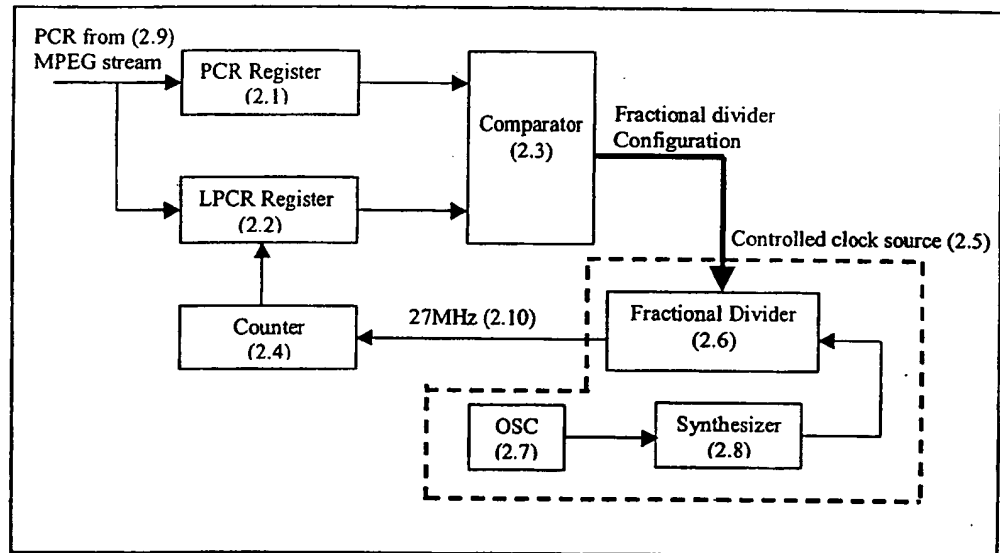 PCR from (2.9)
MPEG stream
PCR Register
(2.1)
Comparator
(2.3)
Fractional divider
Configuration
LPCR Register
(2.2)
Controlled clock source (2.5)
Counter
(2.4)
27MHz (2.10)
Fractional Divider
(2.6)
OSC
(2.7)
Synthesizer
(2.8)